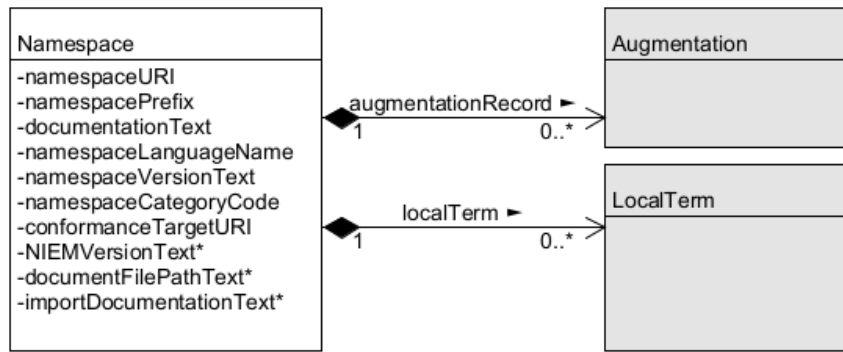 Namespace
-namespaceURI
-namespacePrefix
-documentationText
-namespaceLanguageName
-namespaceVersionText
-namespaceCategoryCode
-conformanceTargetURI
-NIEMVersionText*
-documentFilePathText*
-importDocumentationText*
augmentationRecord ►
1 0..*
localTerm ►
1 0..*
Augmentation
LocalTerm